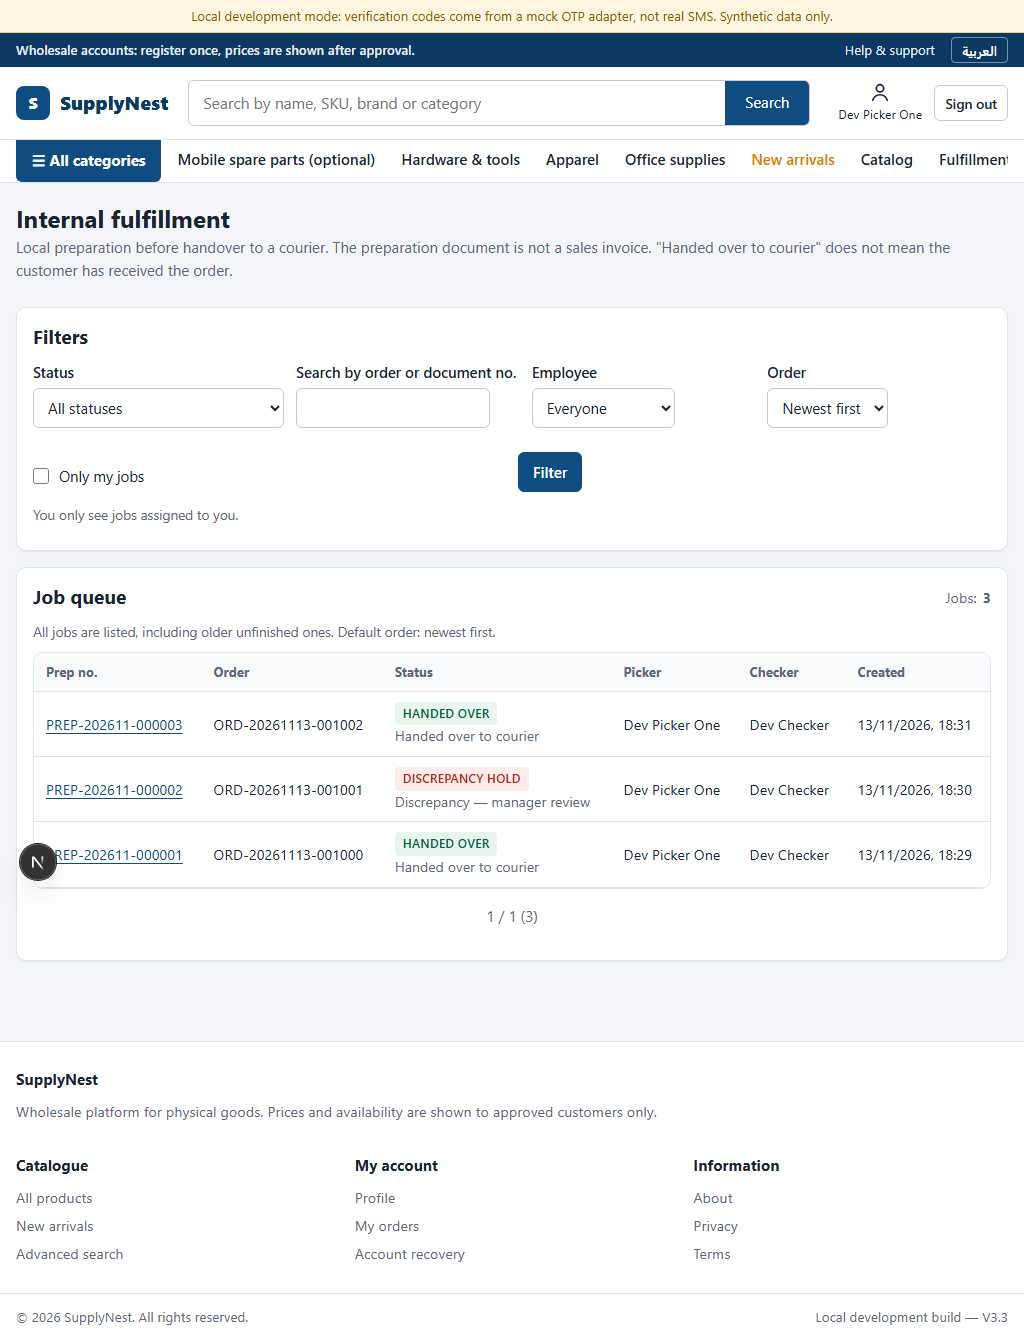 Local development mode: verification codes come from a mock OTP adapter, not real SMS. Synthetic data only.
Wholesale accounts: register once, prices are shown after approval.
Help & support
العربية
S
SupplyNest
Search by name, SKU, brand or category
Search
Dev Picker One
Sign out
☰ All categories
Mobile spare parts (optional)
Hardware & tools
Apparel
Office supplies
New arrivals
Catalog
Fulfillment
Internal fulfillment
Local preparation before handover to a courier. The preparation document is not a sales invoice. "Handed over to courier" does not mean the
customer has received the order.
Filters
Status
Search by order or document no.
Employee
Order
All statuses
Everyone
Newest first
Only my jobs
Filter
You only see jobs assigned to you.
Job queue
Jobs: 3
All jobs are listed, including older unfinished ones. Default order: newest first.
Prep no. Order Status Picker Checker Created
PREP-202611-000003 ORD-20261113-001002 HANDED OVER Dev Picker One Dev Checker 13/11/2026, 18:31
Handed over to courier
PREP-202611-000002 ORD-20261113-001001 DISCREPANCY HOLD Dev Picker One Dev Checker 13/11/2026, 18:30
Discrepancy — manager review
N
REP-202611-000001 ORD-20261113-001000 HANDED OVER Dev Picker One Dev Checker 13/11/2026, 18:29
Handed over to courier
1 / 1 (3)
SupplyNest
Wholesale platform for physical goods. Prices and availability are shown to approved customers only.
Catalogue
All products
New arrivals
Advanced search
My account
Profile
My orders
Account recovery
Information
About
Privacy
Terms
© 2026 SupplyNest. All rights reserved.
Local development build — V3.3